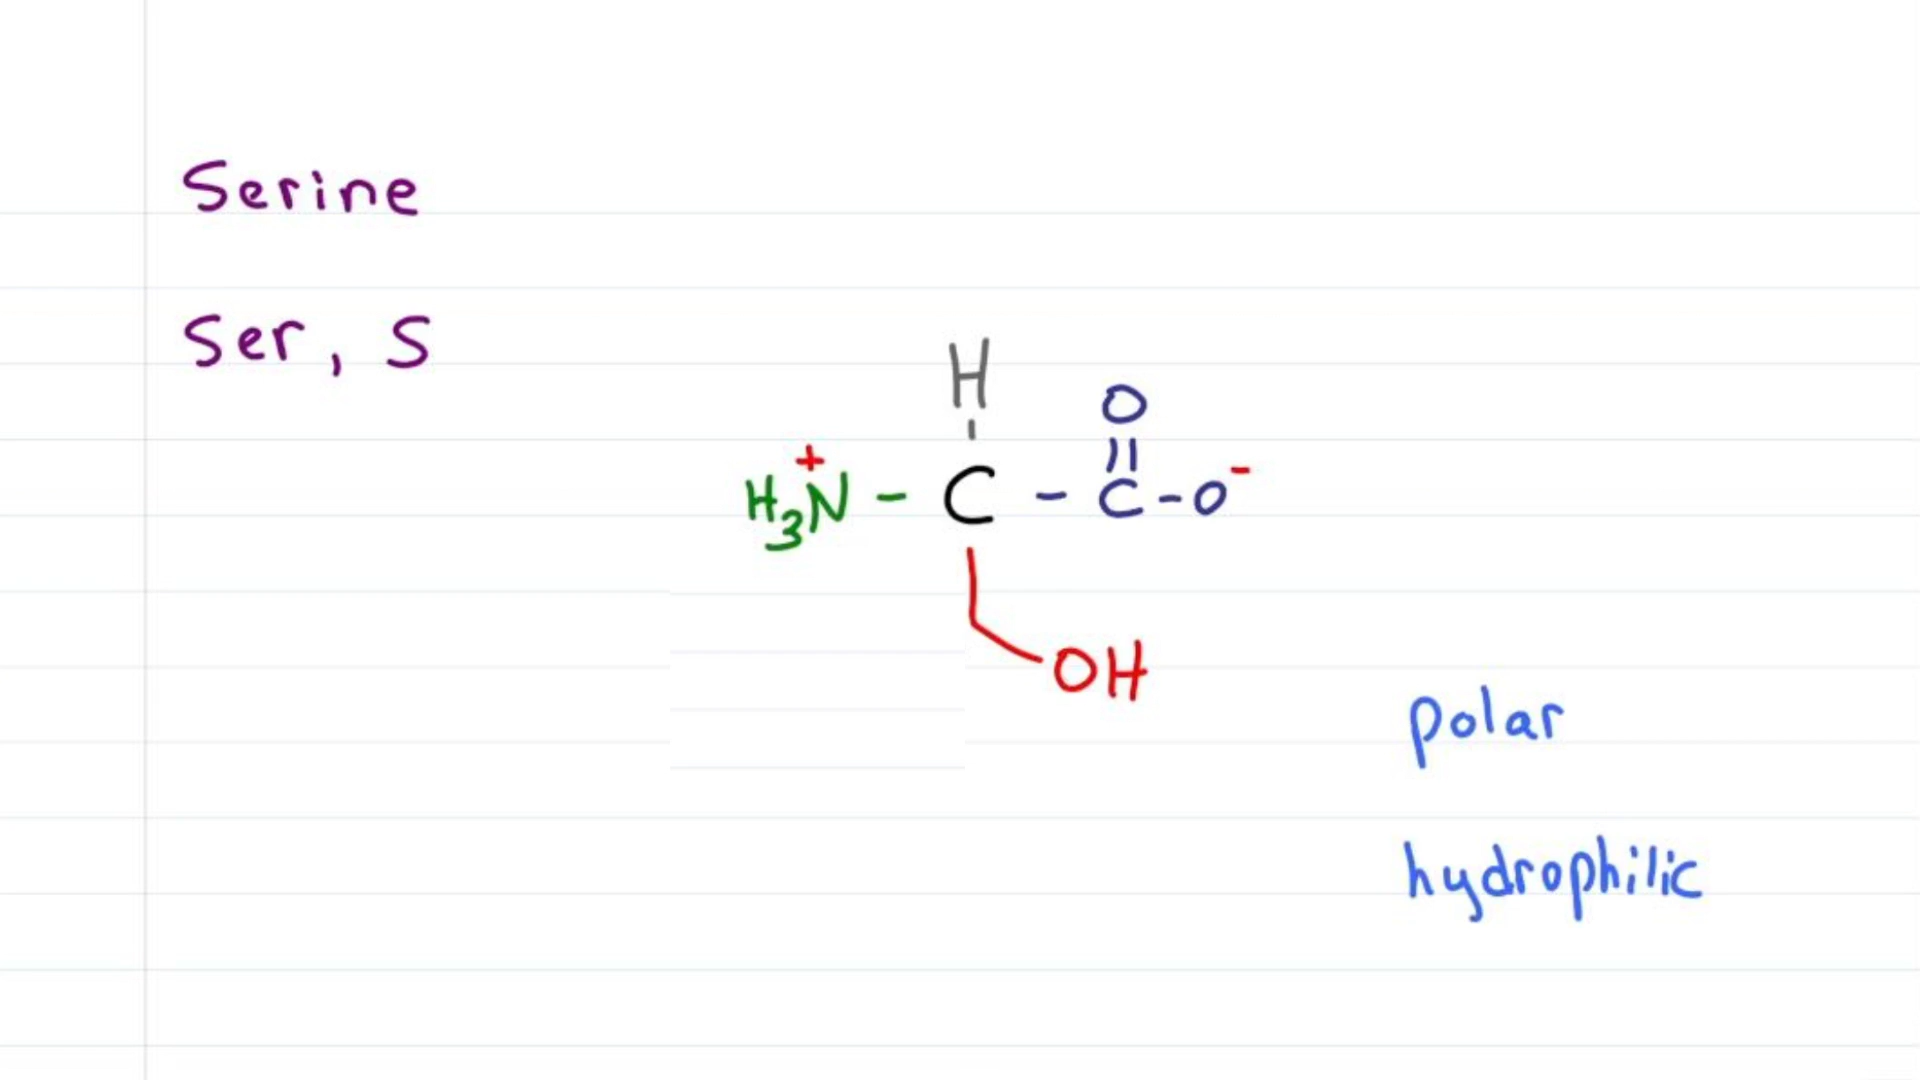 Serine
Ser, S
H
O
+
H₃N - C - C - O⁻
OH
polar
hydrophilic